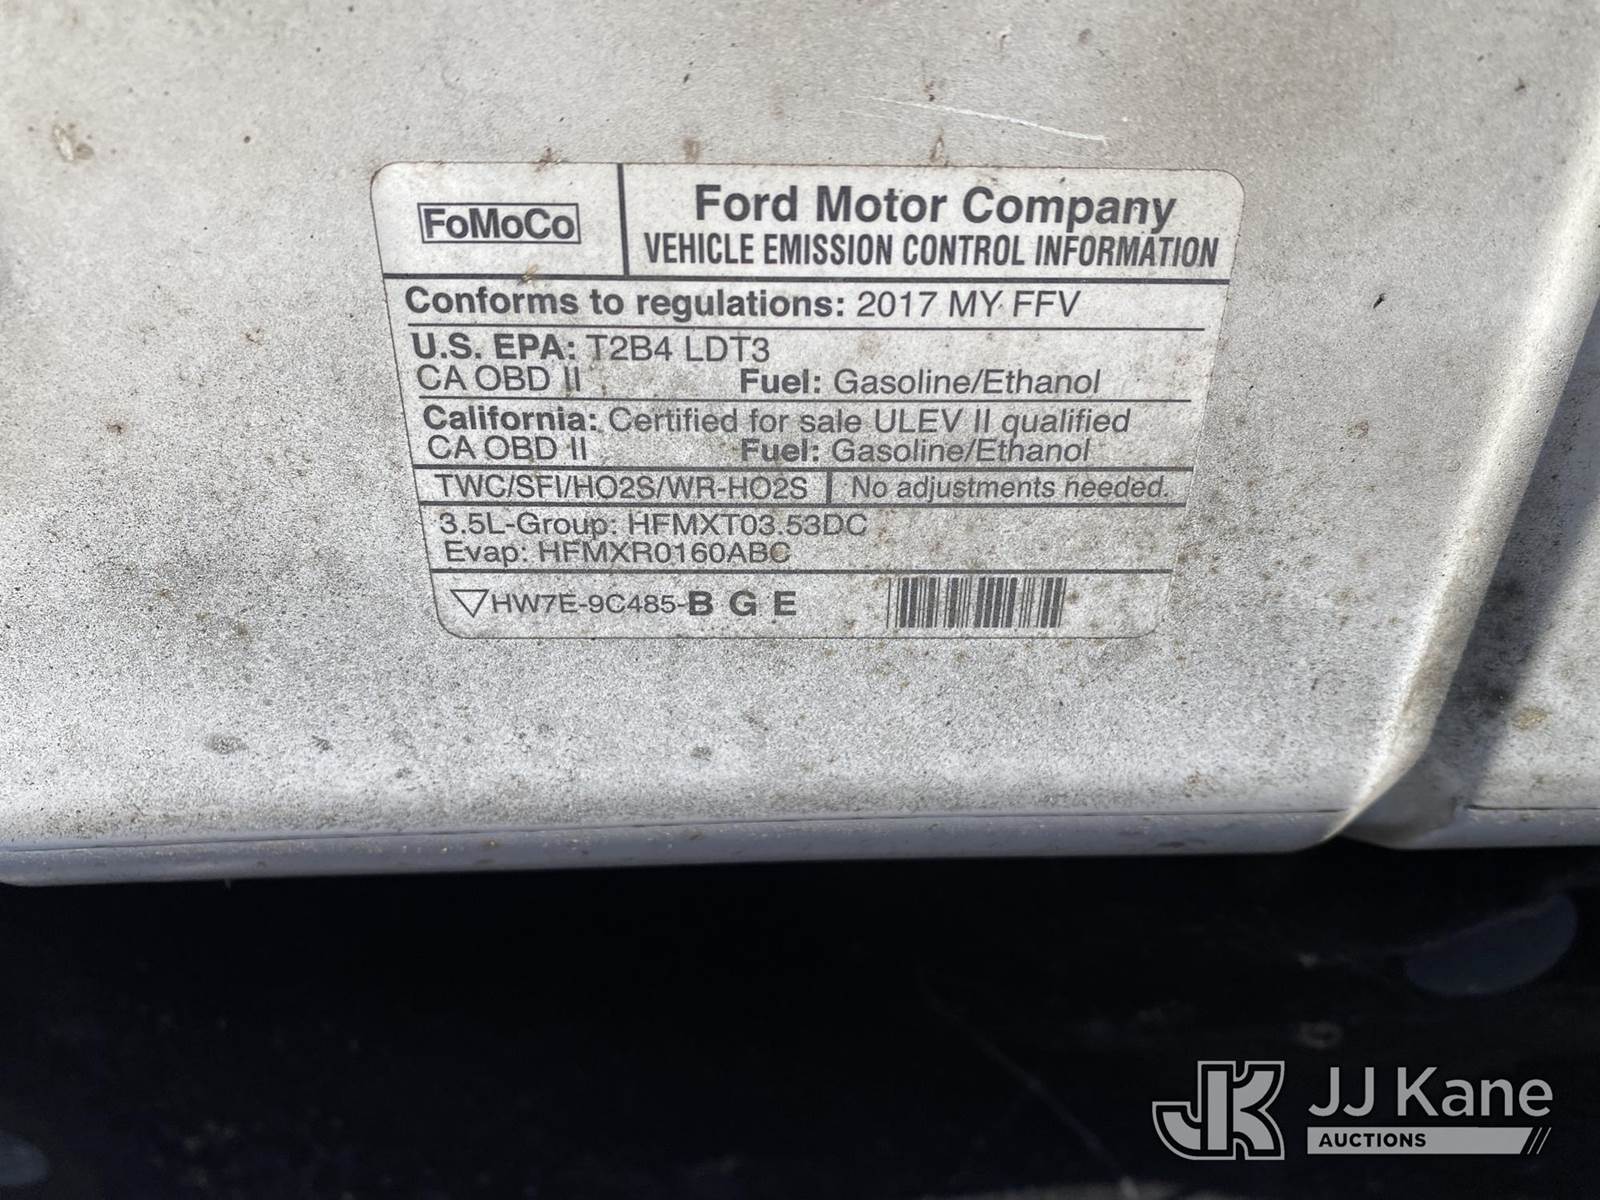 FoMoCo
Ford Motor Company
VEHICLE EMISSION CONTROL INFORMATION
Conforms to regulations: 2017 MY FFV
U.S. EPA: T2B4 LDT3
CA OBD II Fuel: Gasoline/Ethanol
California: Certified for sale ULEV II qualified
CA OBD II Fuel: Gasoline/Ethanol
TWC/SFI/HO2S/WR-HO2S No adjustments needed.
3.5L-Group: HFMXT03.53DC
Evap: HFMXR0160ABC
HW7E-9C485-B G E
JK JJ Kane
AUCTIONS